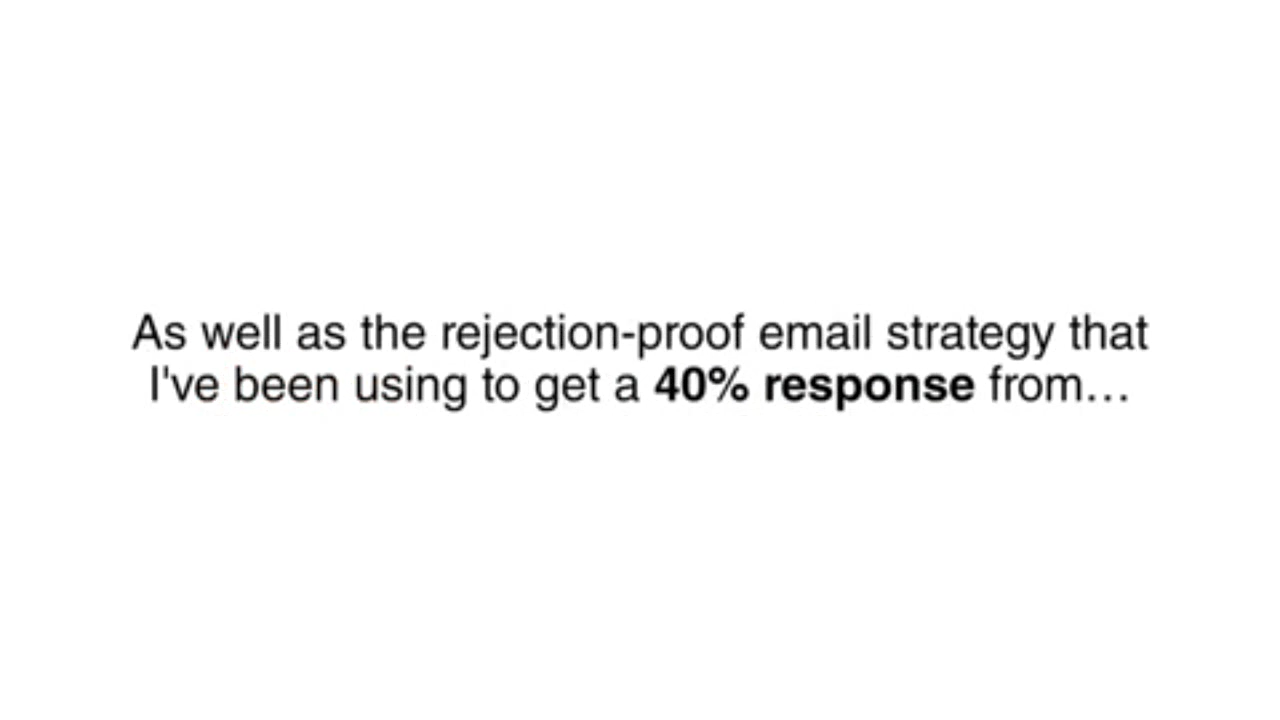 As well as the rejection-proof email strategy that
I've been using to get a 40% response from…